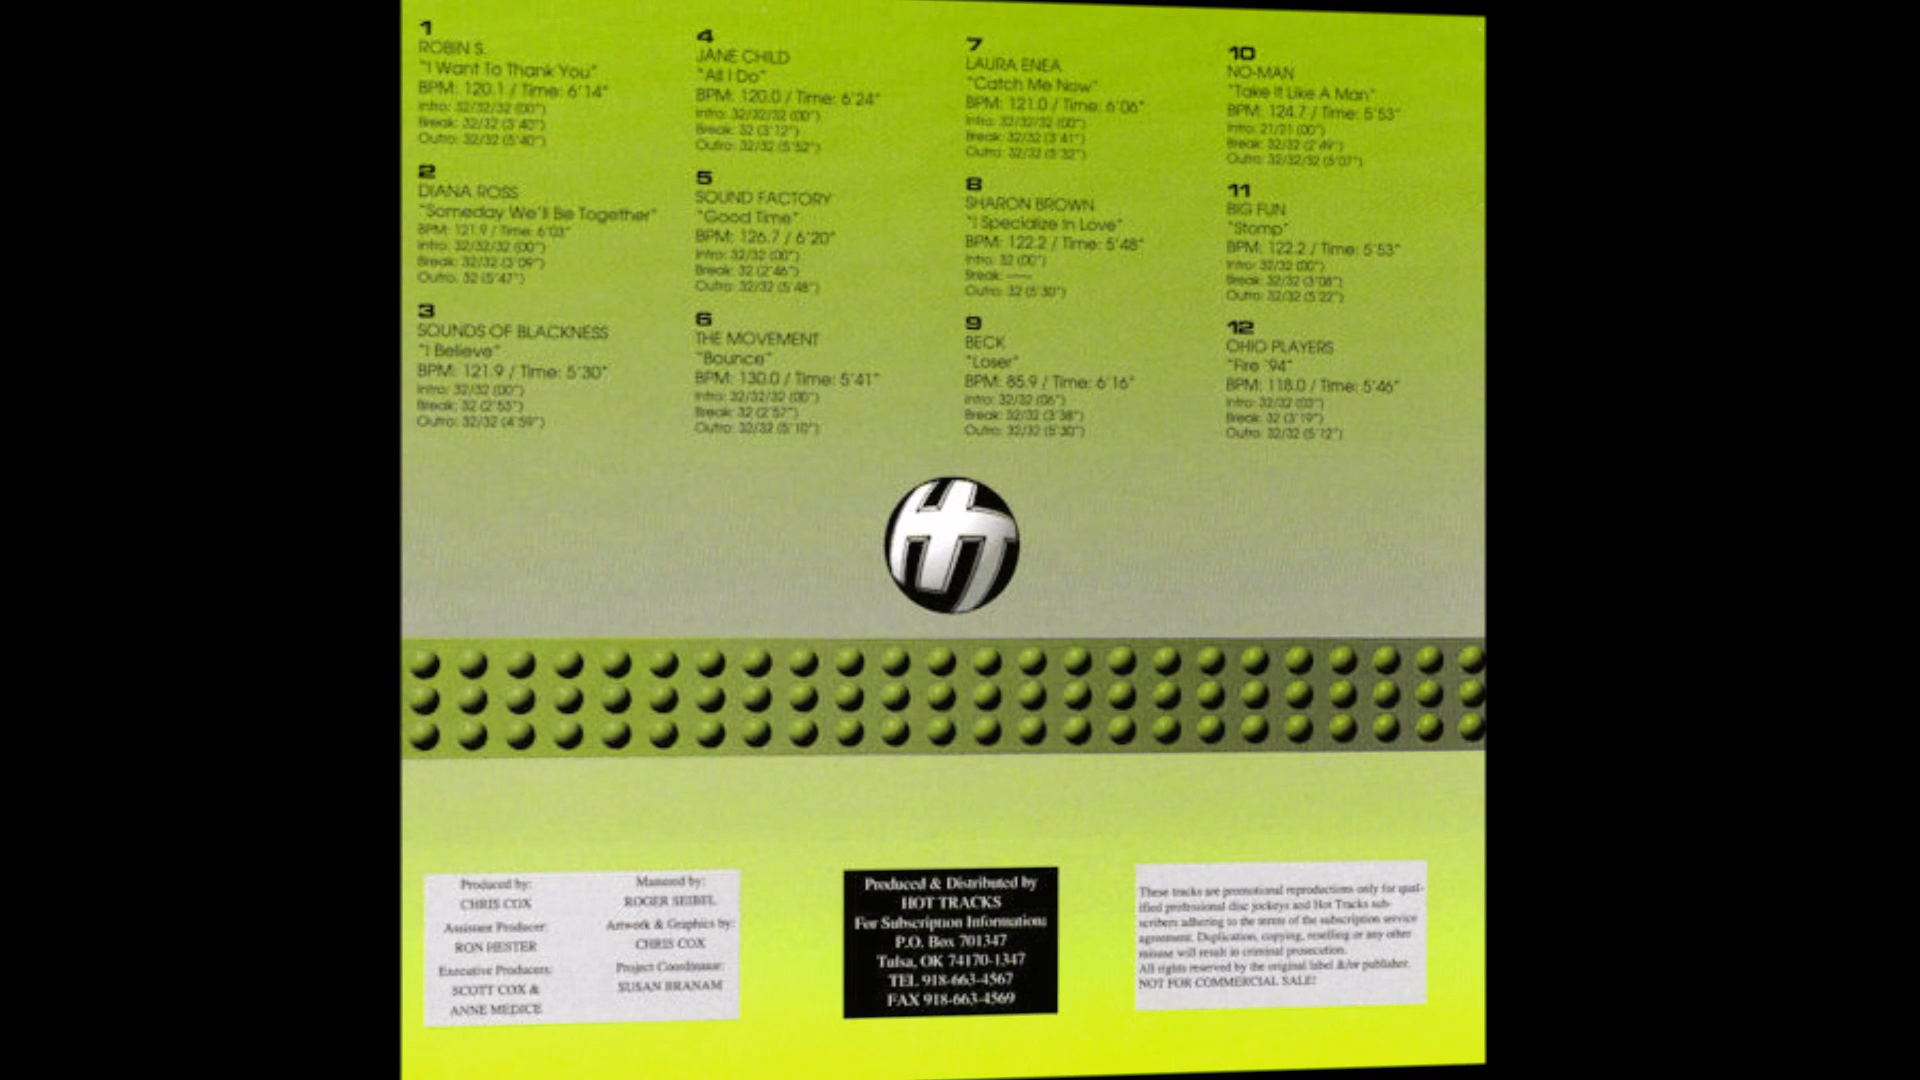 1
ROBIN S.
"I Want To Thank You"
BPM: 120.1 / Time: 6'14"
Intro: 32/32/32 (00")
Break: 32/32 (3'40")
Outro: 32/32 (5'40")
2
DIANA ROSS
"Someday We'll Be Together"
BPM: 121.9 / Time: 6'03"
Intro: 32/32/32 (00")
Break: 32/32 (3'09")
Outro: 32 (5'47")
3
SOUNDS OF BLACKNESS
"I Believe"
BPM: 121.9 / Time: 5'30"
Intro: 32/32 (00")
Break: 32 (2'53")
Outro: 32/32 (4'59")
4
JANE CHILD
"All I Do"
BPM: 120.0 / Time: 6'24"
Intro: 32/32/32 (00")
Break: 32 (3'12")
Outro: 32/32 (5'52")
5
SOUND FACTORY
"Good Time"
BPM: 126.7 / 6'20"
Intro: 32/32 (00")
Break: 32 (2'46")
Outro: 32/32 (5'48")
6
THE MOVEMENT
"Bounce"
BPM: 130.0 / Time: 5'41"
Intro: 32/32/32 (00")
Break: 32 (2'57")
Outro: 32/32 (5'10")
7
LAURA ENEA
"Catch Me Now"
BPM: 121.0 / Time: 6'06"
Intro: 32/32/32 (00")
Break: 32/32 (3'41")
Outro: 32/32 (5'32")
8
SHARON BROWN
"I Specialize In Love"
BPM: 122.2 / Time: 5'48"
Intro: 32 (00")
Break: ——
Outro: 32 (5'30")
9
BECK
"Loser"
BPM: 85.9 / Time: 6'16"
Intro: 32/32 (06")
Break: 32/32 (3'38")
Outro: 32/32 (5'30")
10
NO-MAN
"Take It Like A Man"
BPM: 124.7 / Time: 5'53"
Intro: 21/21 (00")
Break: 32/32 (2'49")
Outro: 32/32/32 (5'07")
11
BIG FUN
"Stomp"
BPM: 122.2 / Time: 5'53"
Intro: 32/32 (00")
Break: 32/32 (3'08")
Outro: 32/32 (5'22")
12
OHIO PLAYERS
"Fire '94"
BPM: 118.0 / Time: 5'46"
Intro: 32/32 (03")
Break: 32 (3'19")
Outro: 32/32 (5'12")
HT
Produced by:
CHRIS COX
Assistant Producer:
RON HESTER
Executive Producers:
SCOTT COX &
ANNE MEDICE
Mastered by:
ROGER SEIBEL
Artwork & Graphics by:
CHRIS COX
Project Coordinator:
SUSAN BRANAM
Produced & Distributed by
HOT TRACKS
For Subscription Information:
P.O. Box 701347
Tulsa, OK 74170-1347
TEL 918-663-4567
FAX 918-663-4569
These tracks are promotional reproductions only for qual-
ified professional disc jockeys and Hot Tracks sub-
scribers adhering to the terms of the subscription service
agreement. Duplication, copying, reselling or any other
misuse will result in criminal prosecution.
All rights reserved by the original label &/or publisher.
NOT FOR COMMERCIAL SALE!